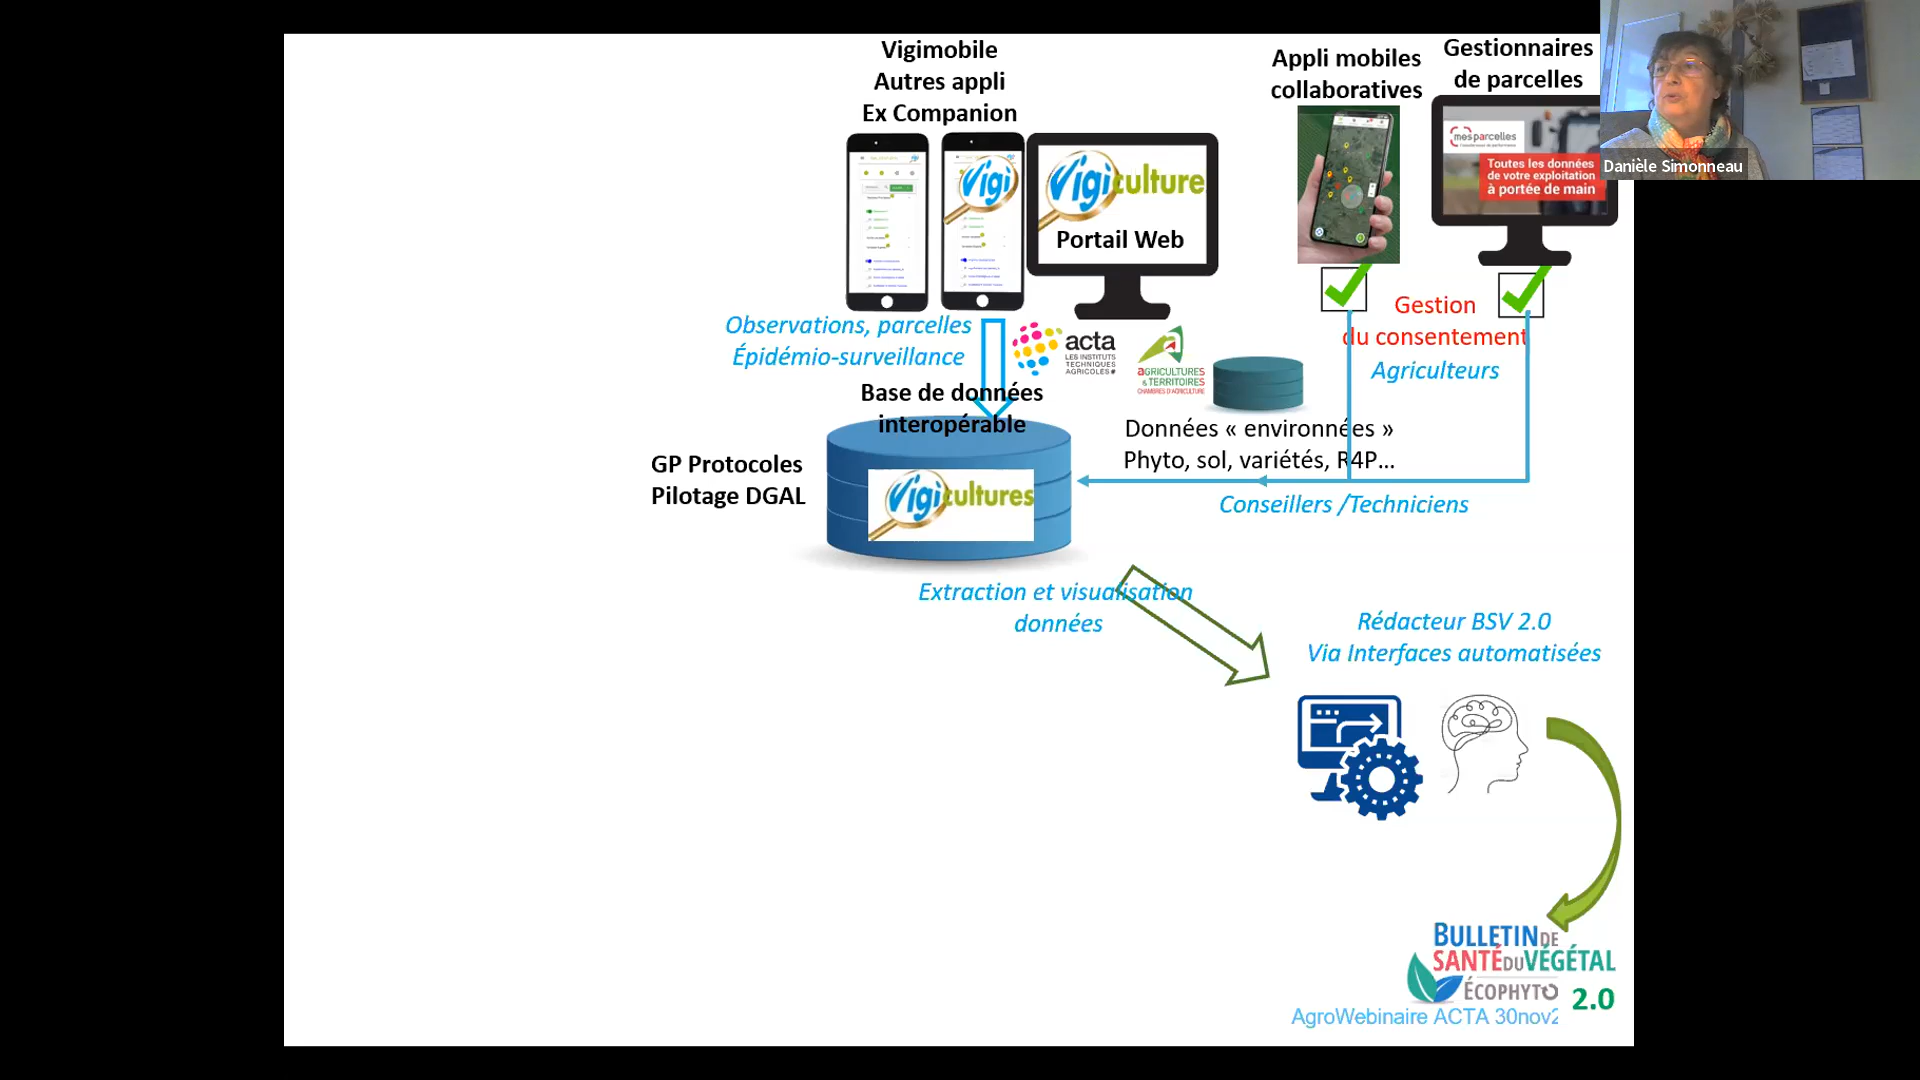 Vigimobile
Autres appli
Ex Companion
Appli mobiles
collaboratives
Gestionnaires
de parcelles
Vigi
Vigiculture
Portail Web
mesparcelles
Toutes les données
de votre exploitation
à portée de main
Danièle Simonneau
Observations, parcelles
Épidémio-surveillance
acta
LES INSTITUTS
TECHNIQUES
AGRICOLES#
AGRICULTURES
& TERRITOIRES
CHAMBRES D'AGRICULTURE
Gestion
du consentement
Agriculteurs
Base de données
interopérable
Données « environnées »
Phyto, sol, variétés, R4P...
GP Protocoles
Pilotage DGAL
Vigicultures
Conseillers /Techniciens
Extraction et visualisation
données
Rédacteur BSV 2.0
Via Interfaces automatisées
BULLETIN DE
SANTÉ DU VÉGÉTAL
ÉCOPHYTO
2.0
AgroWebinaire ACTA 30nov2